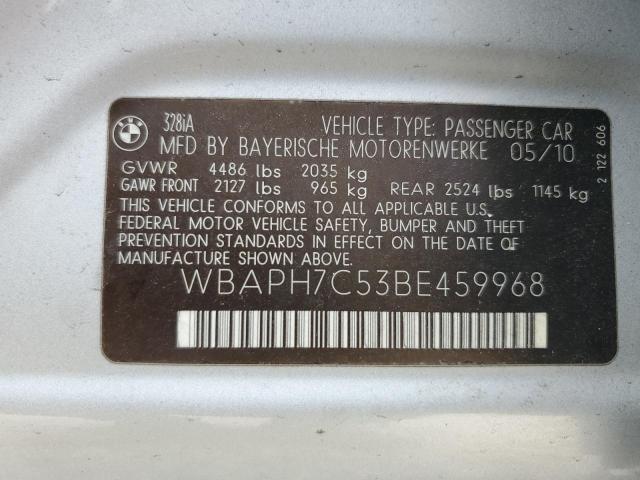 BMW 328iA VEHICLE TYPE: PASSENGER CAR
MFD BY BAYERISCHE MOTORENWERKE 05/10
GVWR 4486 lbs 2035 kg
GAWR FRONT 2127 lbs 965 kg REAR 2524 lbs 1145 kg
THIS VEHICLE CONFORMS TO ALL APPLICABLE U.S.
FEDERAL MOTOR VEHICLE SAFETY, BUMPER AND THEFT
PREVENTION STANDARDS IN EFFECT ON THE DATE OF
MANUFACTURE SHOWN ABOVE.
WBAPH7C53BE459968
2 122 606